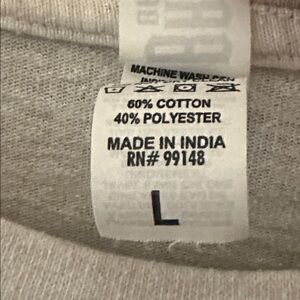 MACHINE WASH
60% COTTON
40% POLYESTER
MADE IN INDIA
RN# 99148
L